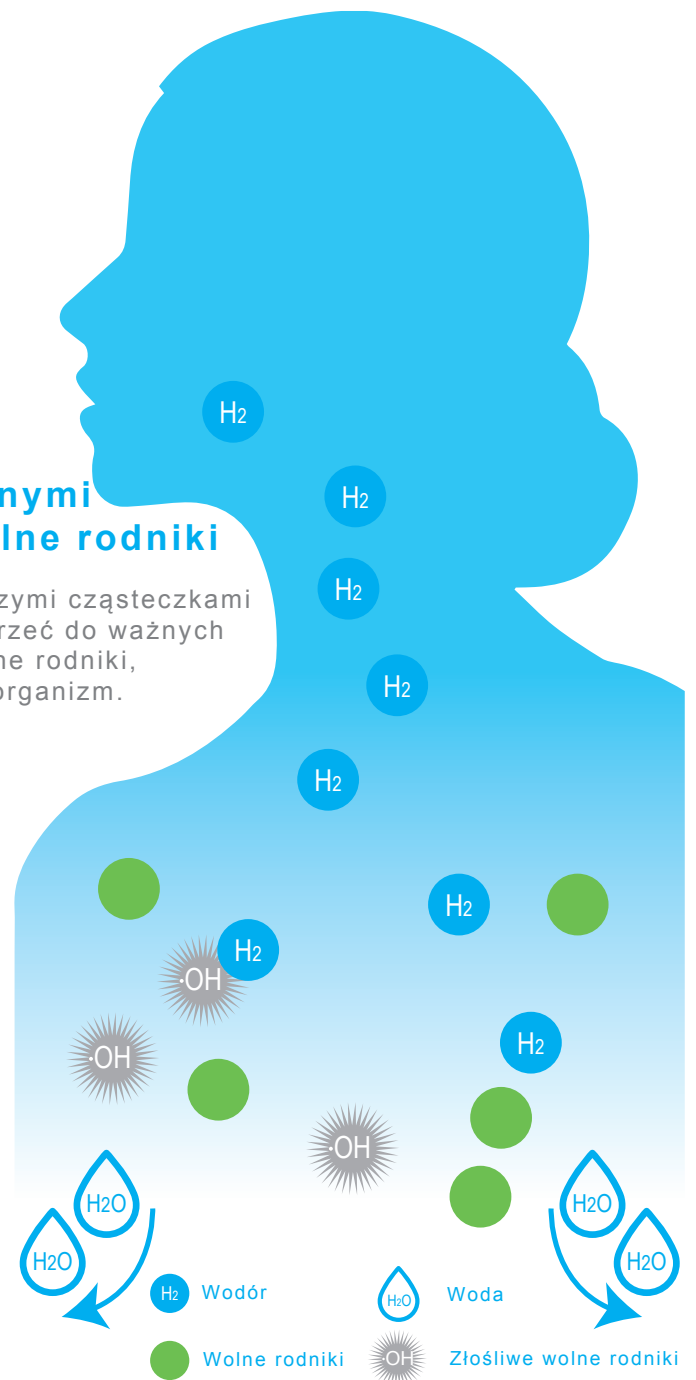 H2
nymi
lne rodniki
H2
zymi cząsteczkami
rzeć do ważnych
ne rodniki,
organizm.
H2
H2
H2
H2
H2
·OH
H2
·OH
·OH
H2O
H2O
H2O
H2O
H2 Wodór
H2O Woda
Wolne rodniki
·OH Złośliwe wolne rodniki